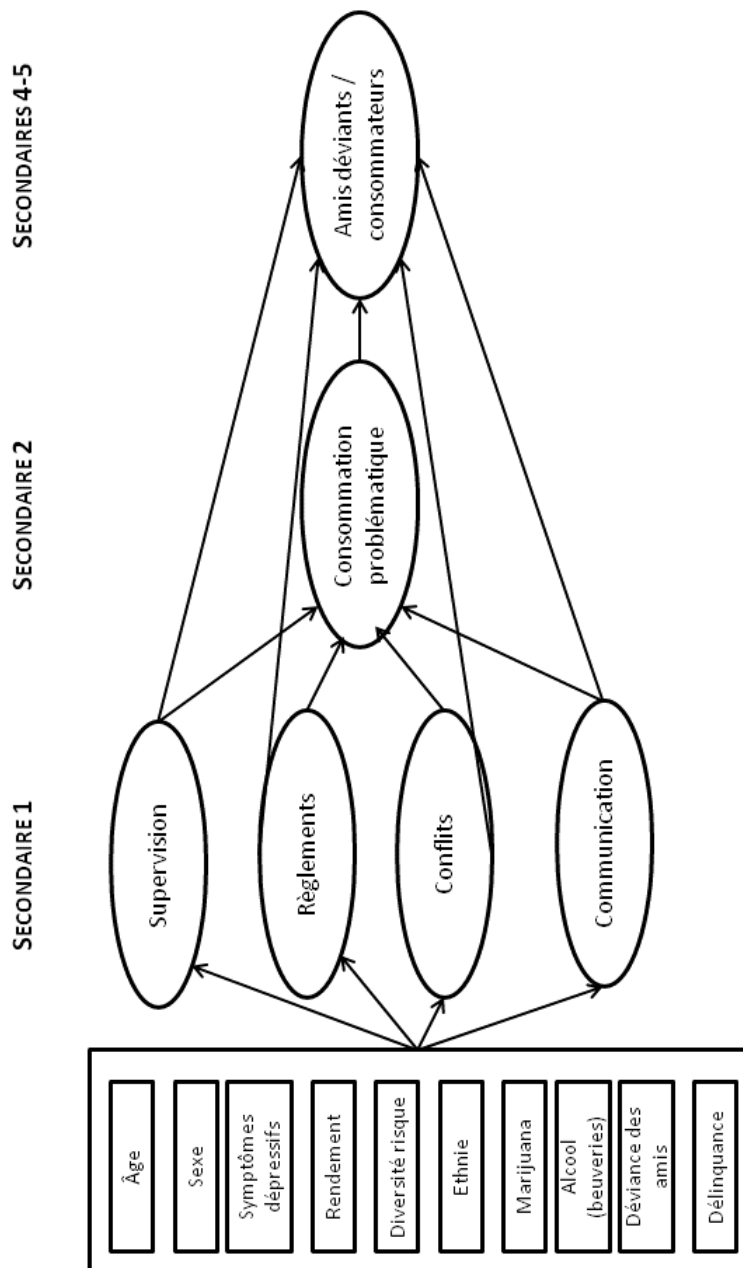 SECONDAIRE 1
SECONDAIRE 2
SECONDAIRES 4-5
Âge
Sexe
Symptômes
dépressifs
Rendement
Diversité risque
Ethnie
Marijuana
Alcool
(beuveries)
Déviance des
amis
Délinquance
Supervision
Règlements
Conflits
Communication
Consommation
problématique
Amis déviants /
consommateurs